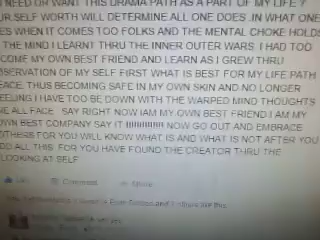 NEED OR WANT THIS DRAMA PATH AS A PART OF MY LIFE ?
UR SELF WORTH WILL DETERMINE ALL ONE DOES .IN WHAT ONE
ES WHEN IT COMES TOO FOLKS AND THE MENTAL CHOKE HOLDS
THE MIND I LEARNT THRU THE INNER OUTER WARS. I HAD TOO
COME MY OWN BEST FRIEND AND LEARN AS I GREW THRU
SERVATION OF MY SELF FIRST WHAT IS BEST FOR MY LIFE PATH
EACE. THUS BECOMING SAFE IN MY OWN SKIN AND NO LONGER
EELING I HAVE TOO BE DOWN WITH THE WARPED MIND THOUGHTS
E ALL FACE SAY RIGHT NOW IAM MY OWN BEST FRIEND I AM MY
WN BEST COMPANY SAY IT !!!!!!!!!!!! NOW GO OUT AND EMBRACE
OTHERS FOR YOU WILL KNOW WHAT IS AND WHAT IS NOT AFTER YOU
DO ALL THIS FOR YOU HAVE FOUND THE CREATOR THRU THE
LOOKING AT SELF
Like Comment Share